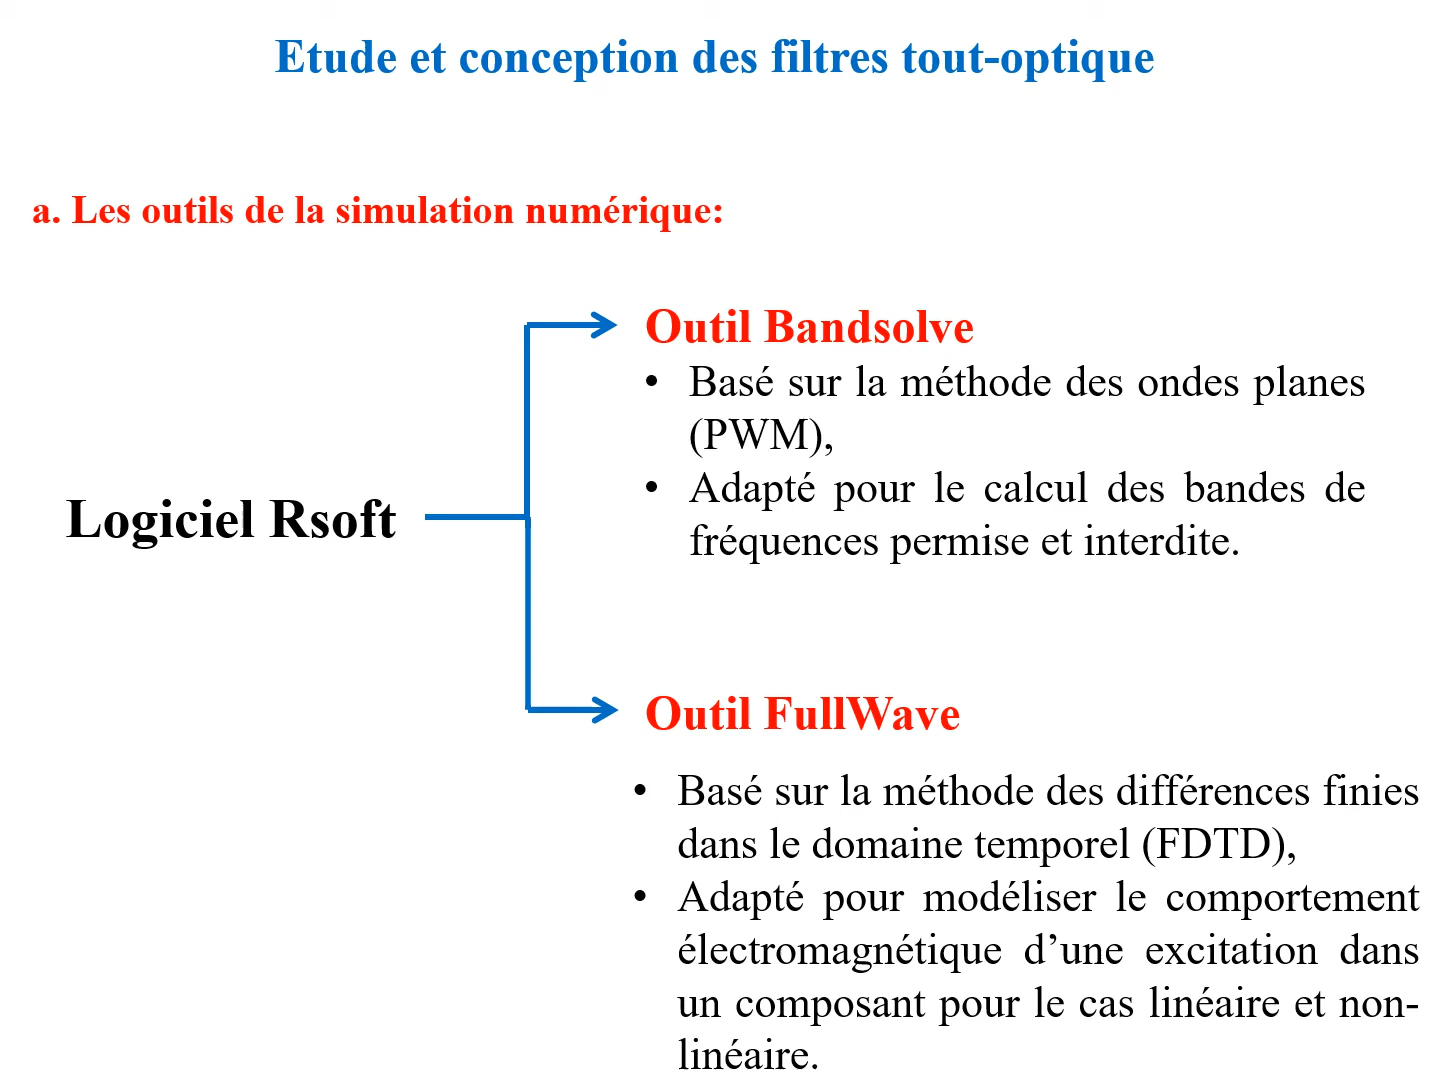 Etude et conception des filtres tout-optique
a. Les outils de la simulation numérique:
Logiciel Rsoft
Outil Bandsolve
• Basé sur la méthode des ondes planes
(PWM),
• Adapté pour le calcul des bandes de
fréquences permise et interdite.
Outil FullWave
• Basé sur la méthode des différences finies
dans le domaine temporel (FDTD),
• Adapté pour modéliser le comportement
électromagnétique d’une excitation dans
un composant pour le cas linéaire et non-
linéaire.